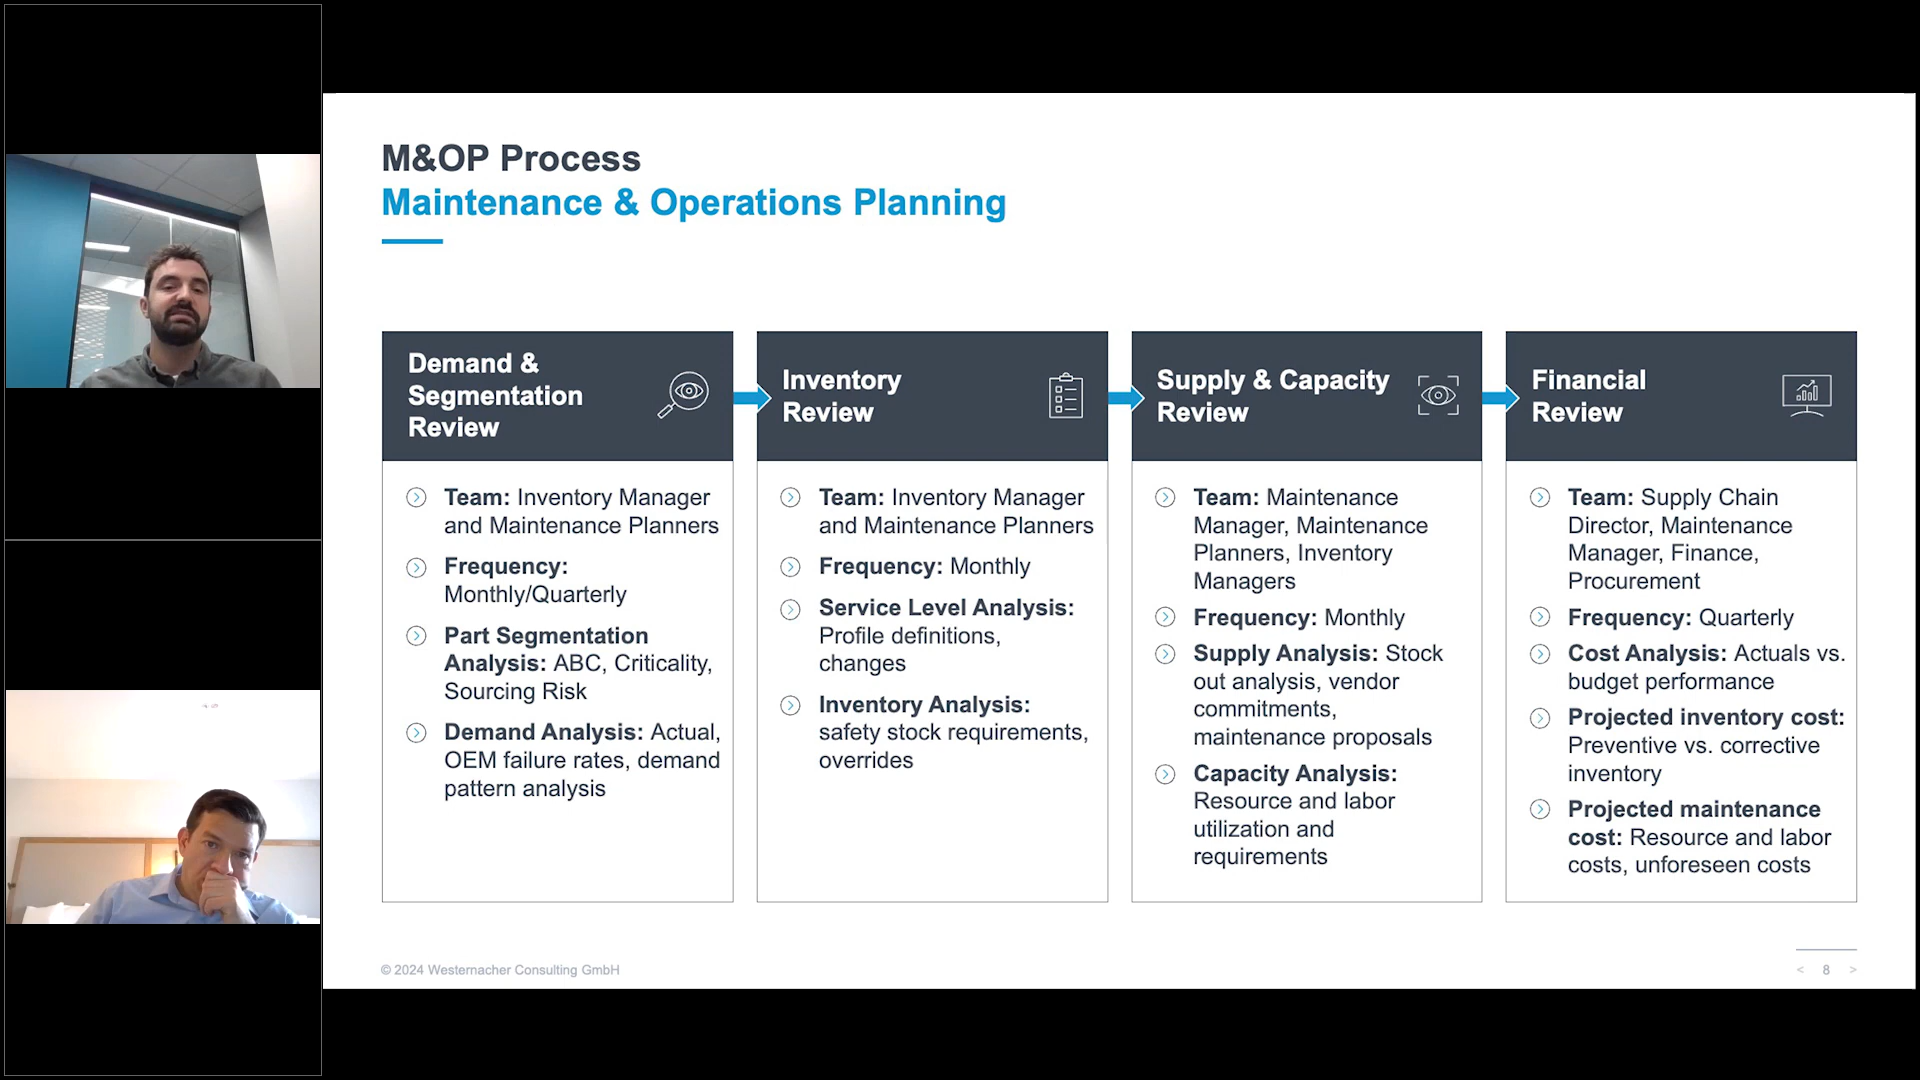 M&OP Process
Maintenance & Operations Planning
Demand &
Segmentation
Review
Team: Inventory Manager
and Maintenance Planners
Frequency:
Monthly/Quarterly
Part Segmentation
Analysis: ABC, Criticality,
Sourcing Risk
Demand Analysis: Actual,
OEM failure rates, demand
pattern analysis
Inventory
Review
Team: Inventory Manager
and Maintenance Planners
Frequency: Monthly
Service Level Analysis:
Profile definitions,
changes
Inventory Analysis:
safety stock requirements,
overrides
Supply & Capacity
Review
Team: Maintenance
Manager, Maintenance
Planners, Inventory
Managers
Frequency: Monthly
Supply Analysis: Stock
out analysis, vendor
commitments,
maintenance proposals
Capacity Analysis:
Resource and labor
utilization and
requirements
Financial
Review
Team: Supply Chain
Director, Maintenance
Manager, Finance,
Procurement
Frequency: Quarterly
Cost Analysis: Actuals vs.
budget performance
Projected inventory cost:
Preventive vs. corrective
inventory
Projected maintenance
cost: Resource and labor
costs, unforeseen costs
© 2024 Westernacher Consulting GmbH
< 8 >